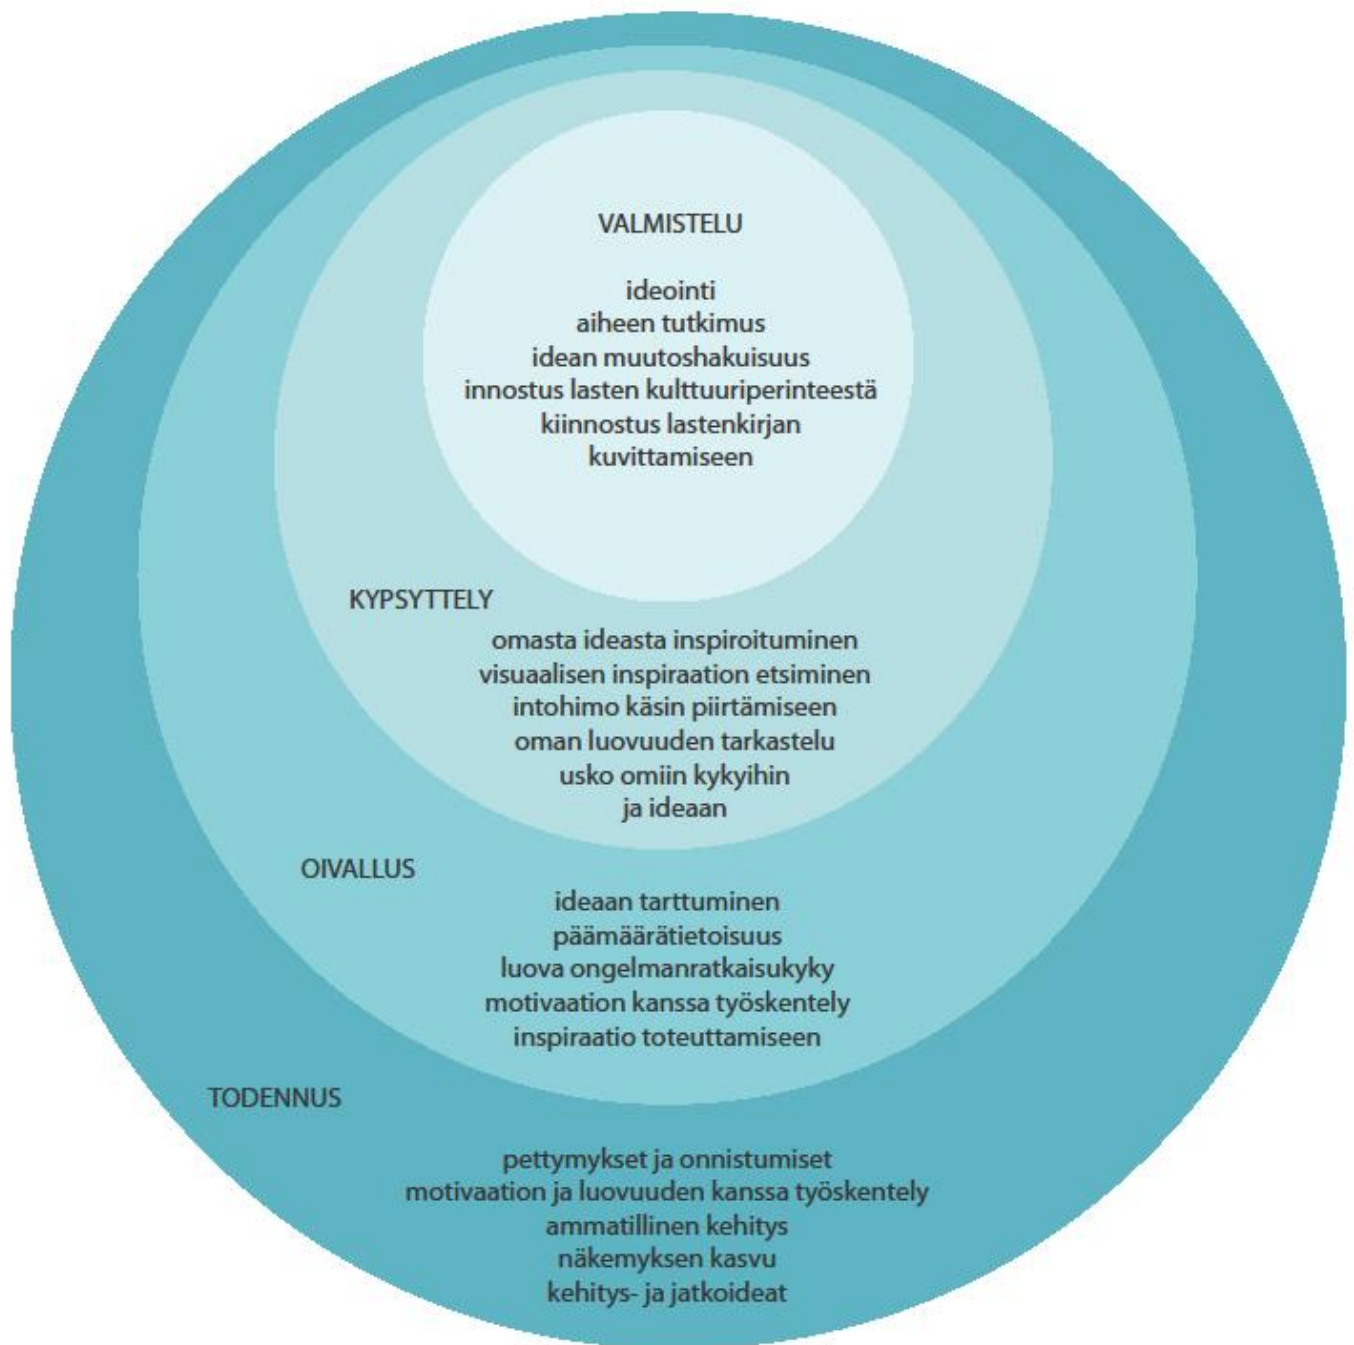 VALMISTELU
ideointi
aiheen tutkimus
idean muutoshakuisuus
innostus lasten kulttuuriperinteestä
kiinnostus lastenkirjan
kuvittamiseen
KYPSYTTELY
omasta ideasta inspiroituminen
visuaalisen inspiraation etsiminen
intohimo käsin piirtämiseen
oman luovuuden tarkastelu
usko omiin kykyihin
ja ideaan
OIVALLUS
ideaan tarttuminen
päämäärätietoisuus
luova ongelmanratkaisukyky
motivaation kanssa työskentely
inspiraatio toteuttamiseen
TODENNUS
pettymykset ja onnistumiset
motivaation ja luovuuden kanssa työskentely
ammatillinen kehitys
näkemyksen kasvu
kehitys- ja jatkoideat